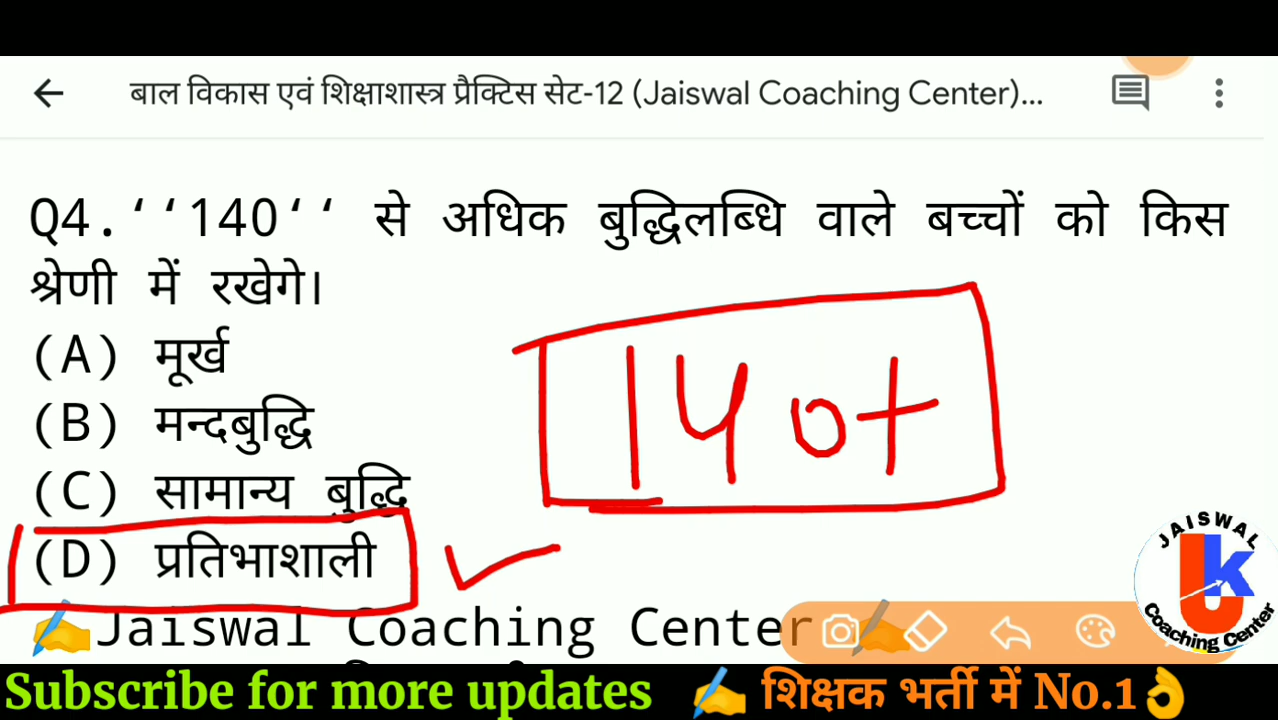 बाल विकास एवं शिक्षाशास्त्र प्रैक्टिस सेट-12 (Jaiswal Coaching Center)...
Q4.‘‘140‘‘ से अधिक बुद्धिलब्धि वाले बच्चों को किस
श्रेणी में रखेगे।
140+
(A) मूर्ख
(B) मन्दबुद्धि
(C) सामान्य बुद्धि
(D) प्रतिभाशाली
✍Jaiswal Coaching Center✍
JAISWAL
UK
Coaching Center
Subscribe for more updates ✍ शिक्षक भर्ती में No.1👌